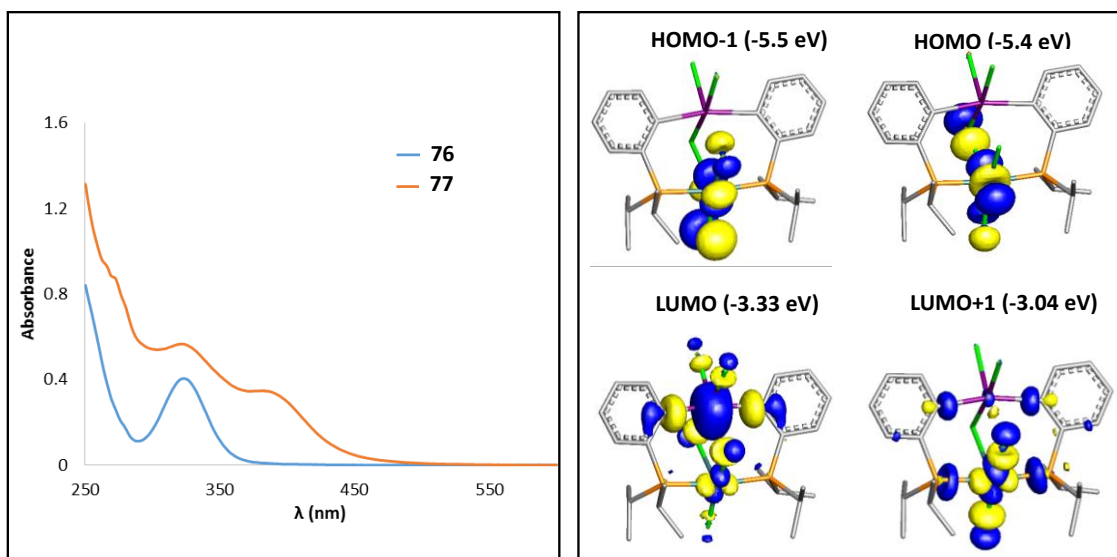 1.6
1.2
0.8
0.4
0
250
350
450
550
Absorbance
λ (nm)
76
77
HOMO-1 (-5.5 eV)
HOMO (-5.4 eV)
LUMO (-3.33 eV)
LUMO+1 (-3.04 eV)